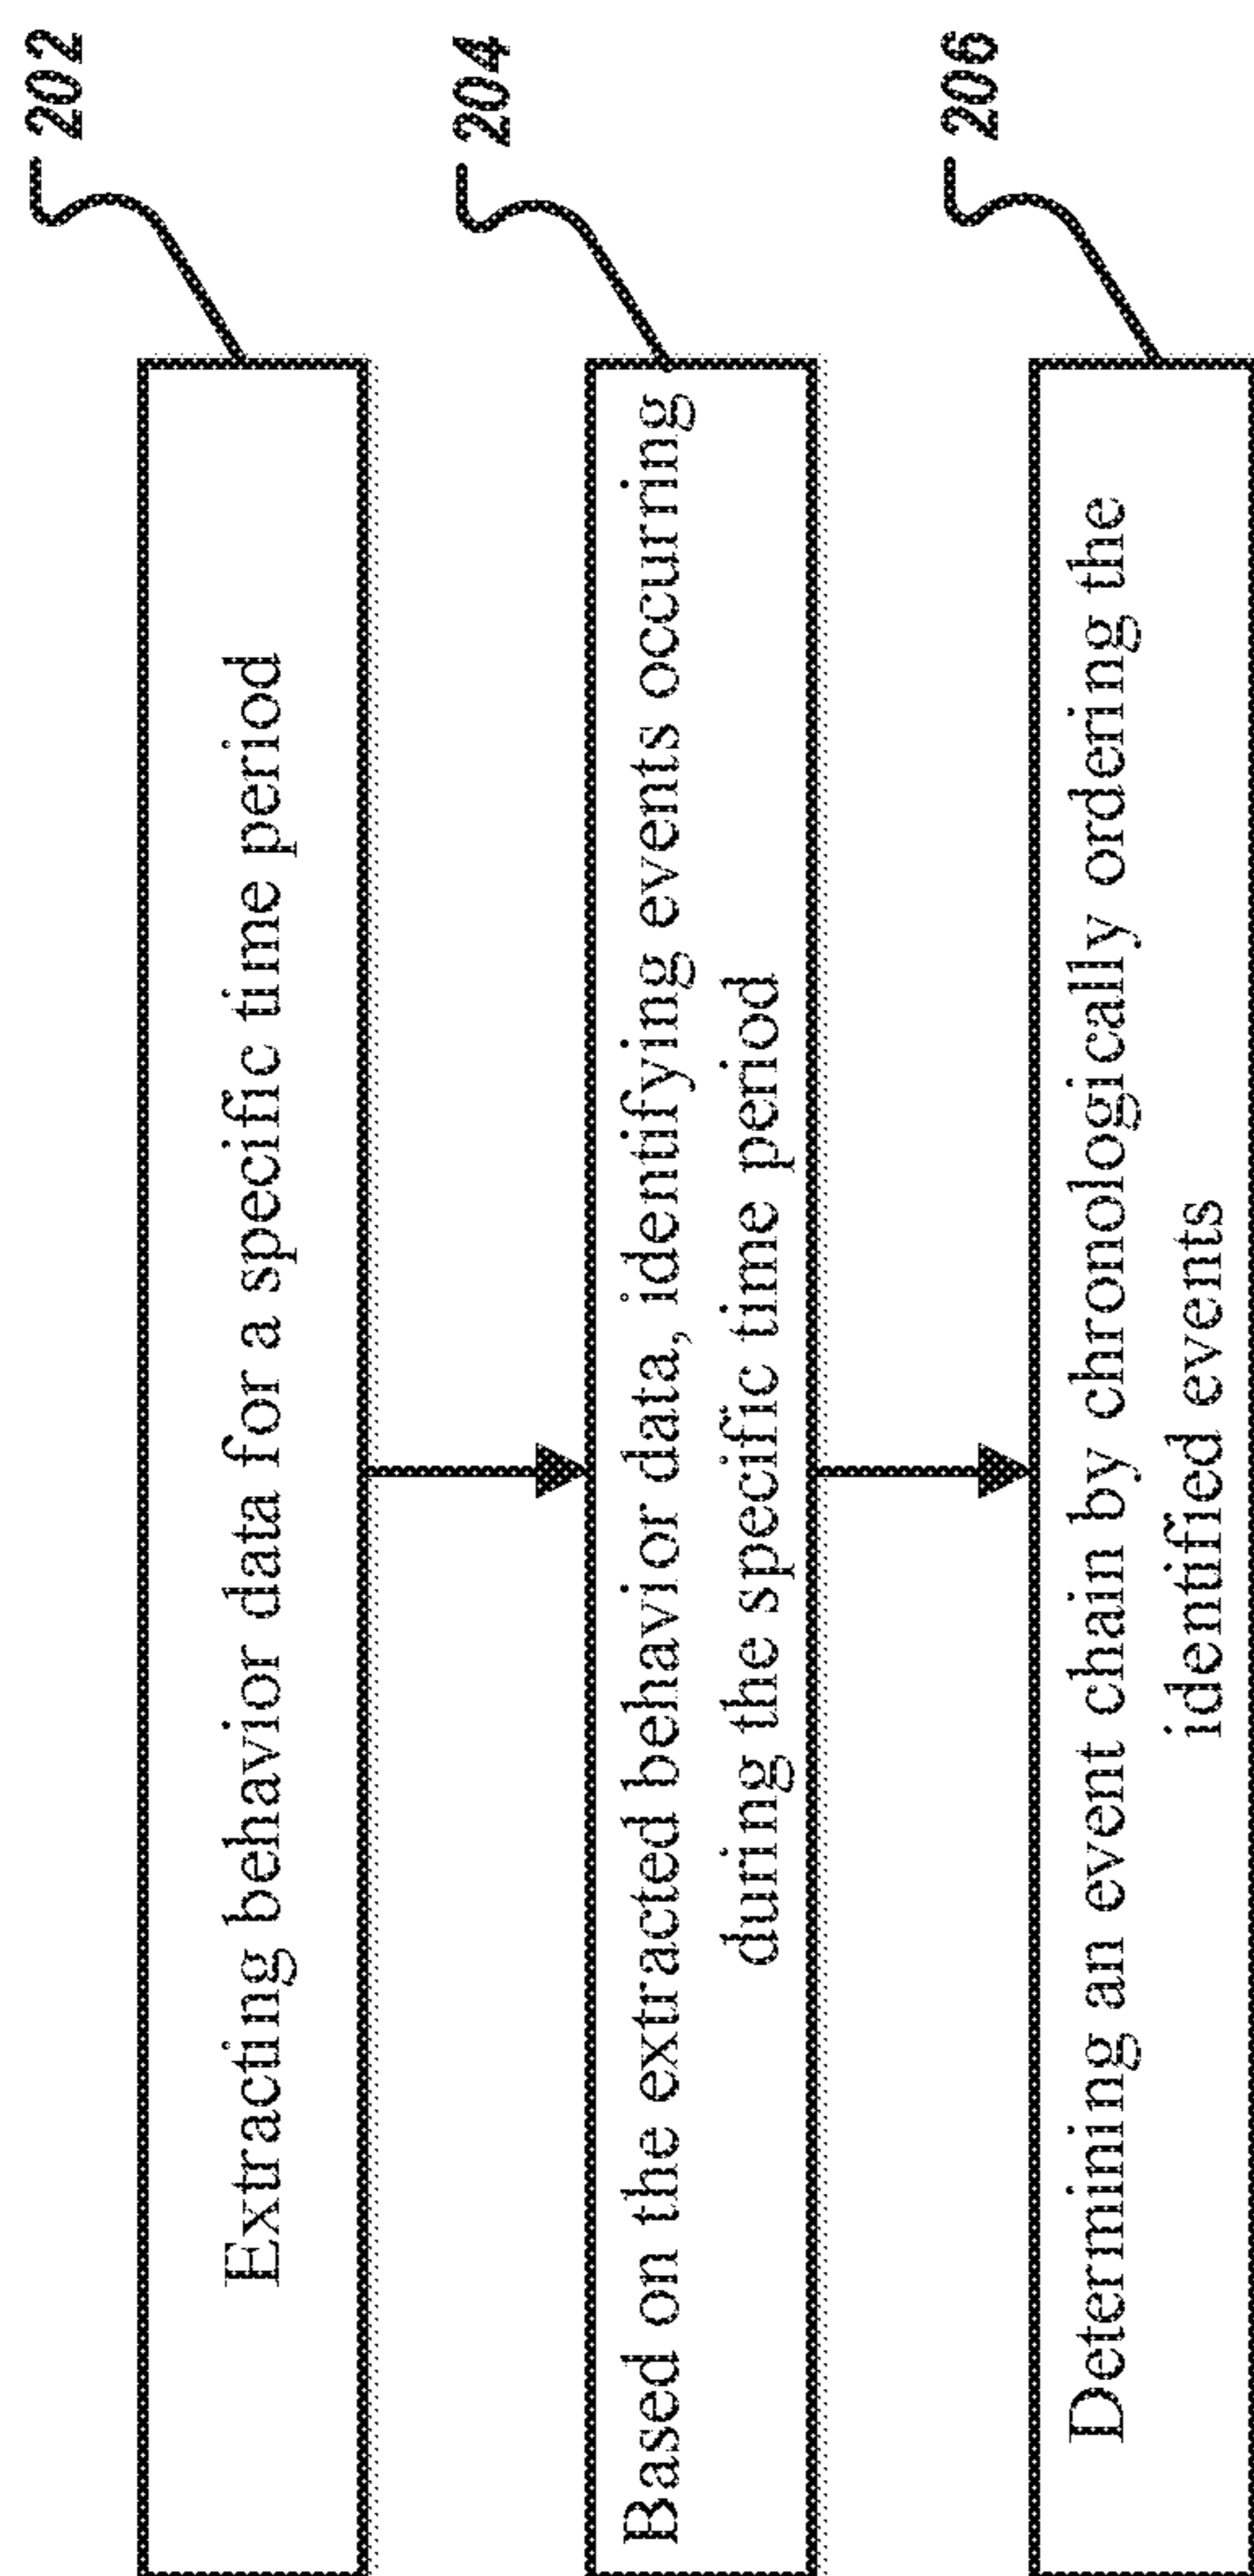 202
Extracting behavior data for a specific time period
204
Based on the extracted behavior data, identifying events occurring
during the specific time period
206
Determining an event chain by chronologically ordering the
identified events